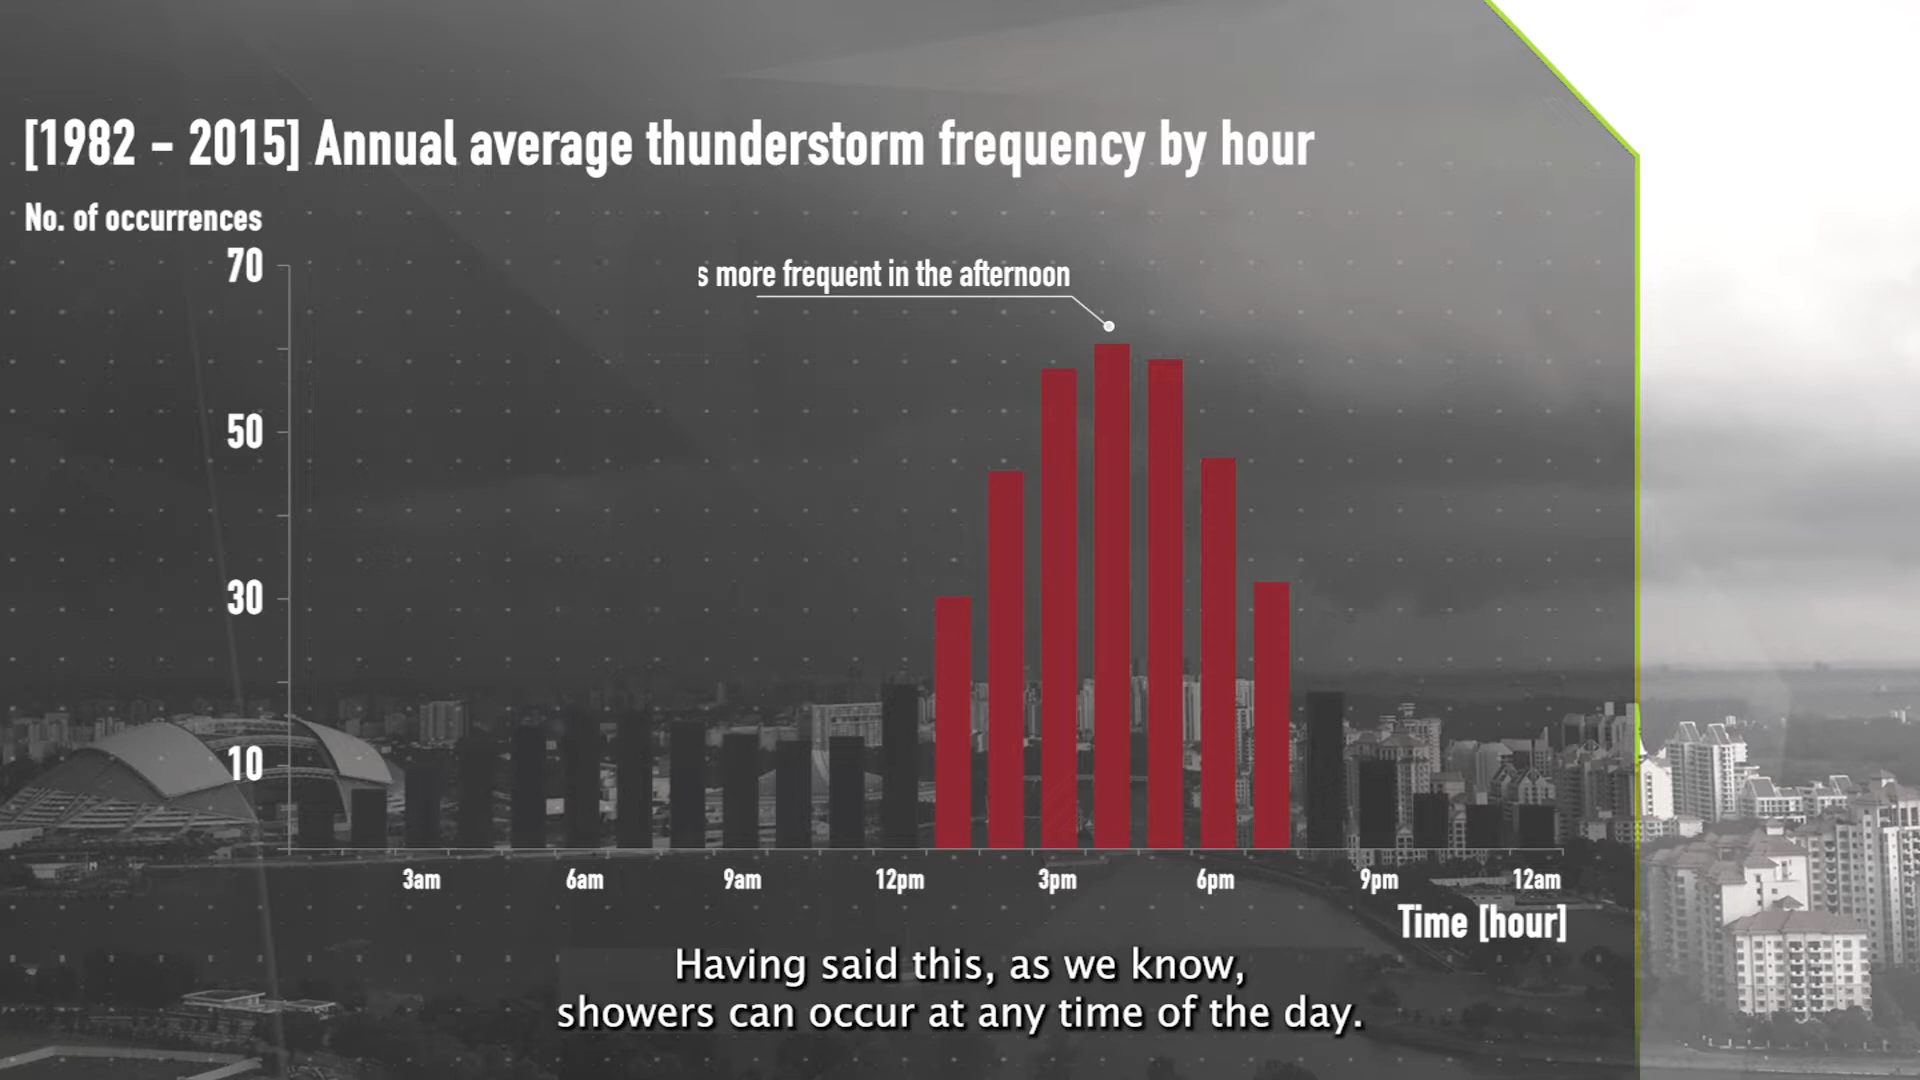 [1982 – 2015] Annual average thunderstorm frequency by hour
No. of occurrences
70
s more frequent in the afternoon
50
30
10
3am 6am 9am 12pm 3pm 6pm 9pm 12am
Time [hour]
Having said this, as we know,
showers can occur at any time of the day.